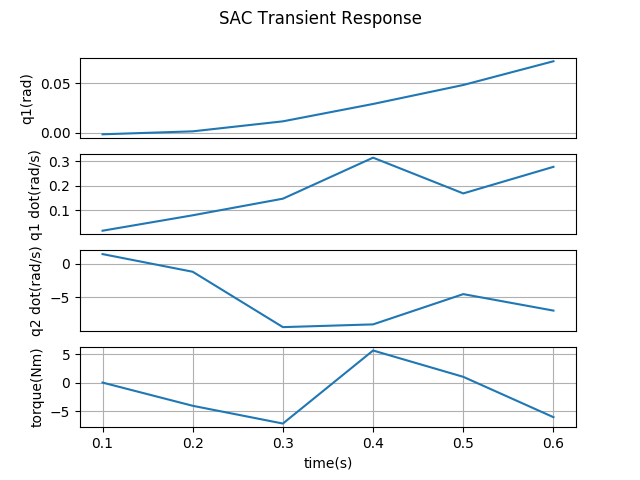 SAC Transient Response
q1(rad)
0.05
0.00
q1 dot(rad/s)
0.3
0.2
0.1
q2 dot(rad/s)
0
−5
torque(Nm)
5
0
−5
0.1 0.2 0.3 0.4 0.5 0.6
time(s)